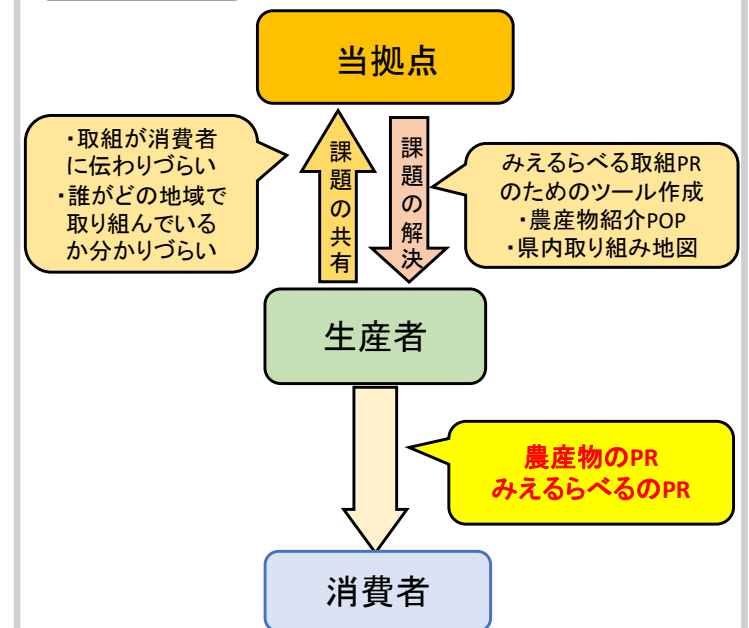 当拠点
・取組が消費者
に伝わりづらい
・誰がどの地域で
取り組んでいる
か分かりづらい
課題の共有
課題の解決
みえるらべる取組PR
のためのツール作成
・農産物紹介POP
・県内取り組み地図
生産者
農産物のPR
みえるらべるのPR
消費者